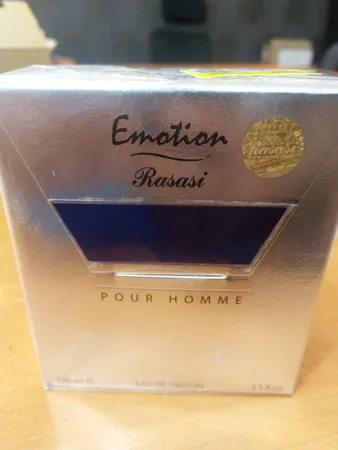 Emotion
Rasasi
Rasasi
POUR HOMME
100 ml ℮
EAU DE PARFUM
3.3 fl.oz.